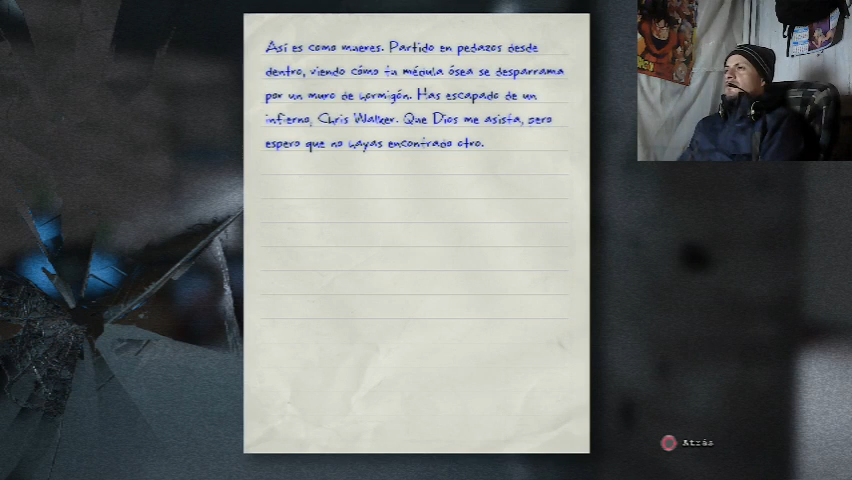 Así es como mueres. Partido en pedazos desde
dentro, viendo cómo tu médula ósea se desparrama
por un muro de hormigón. Has escapado de un
infierno, Chris Walker. Que Dios me asista, pero
espero que no hayas encontrado otro.
Atrás